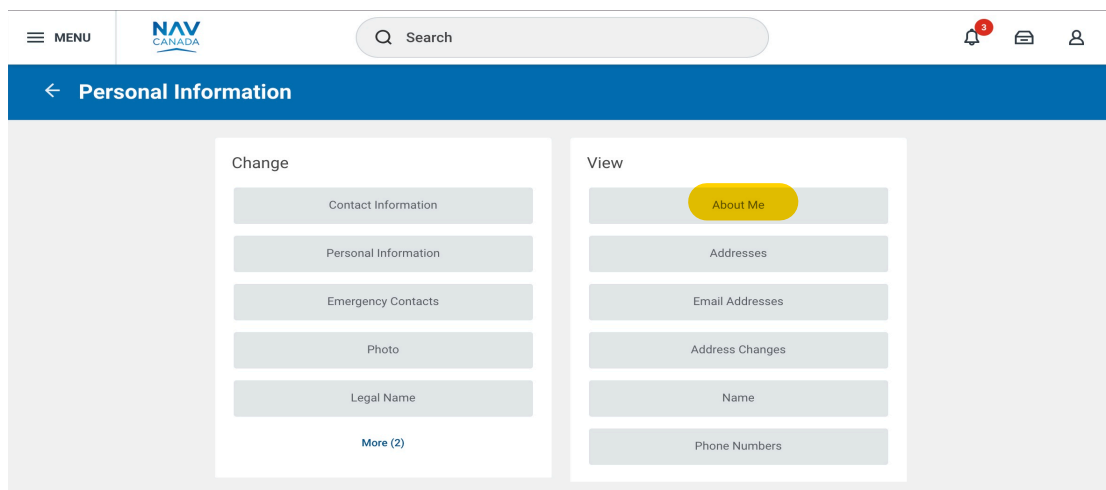 MENU
NAV
CANADA
Search
3
Personal Information
Change
Contact Information
Personal Information
Emergency Contacts
Photo
Legal Name
More (2)
View
About Me
Addresses
Email Addresses
Address Changes
Name
Phone Numbers